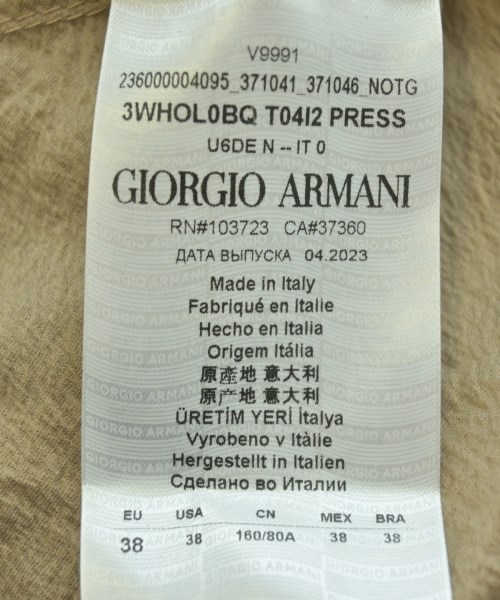 V9991
236000004095_371041_371046_NOTG
3WHOL0BQ T04I2 PRESS
U6DE N -- IT 0
GIORGIO ARMANI
RN#103723 CA#37360
ДАТА ВЫПУСКА 04.2023
Made in Italy
Fabriqué en Italie
Hecho en Italia
Origem Itália
原產地 意大利
原产地 意大利
ÜRETİM YERİ İtalya
Vyrobeno v Itàlie
Hergestellt in Italien
Сделано во Италии
EU USA CN MEX BRA
38 38 160/80A 38 38